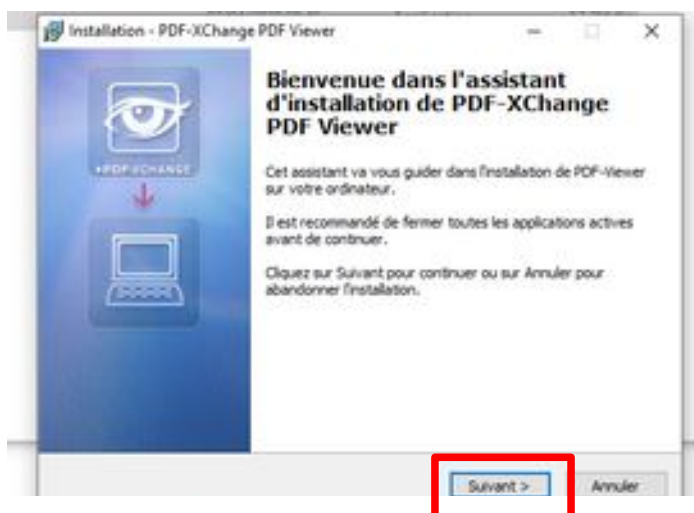 Installation - PDF-XChange PDF Viewer
Bienvenue dans l'assistant
d'installation de PDF-XChange
PDF Viewer
Cet assistant va vous guider dans l'installation de PDF-Viewer
sur votre ordinateur.
Il est recommandé de fermer toutes les applications actives
avant de continuer.
Cliquez sur Suivant pour continuer ou sur Annuler pour
abandonner l'installation.
PDF-XCHANGE
Suivant >
Annuler